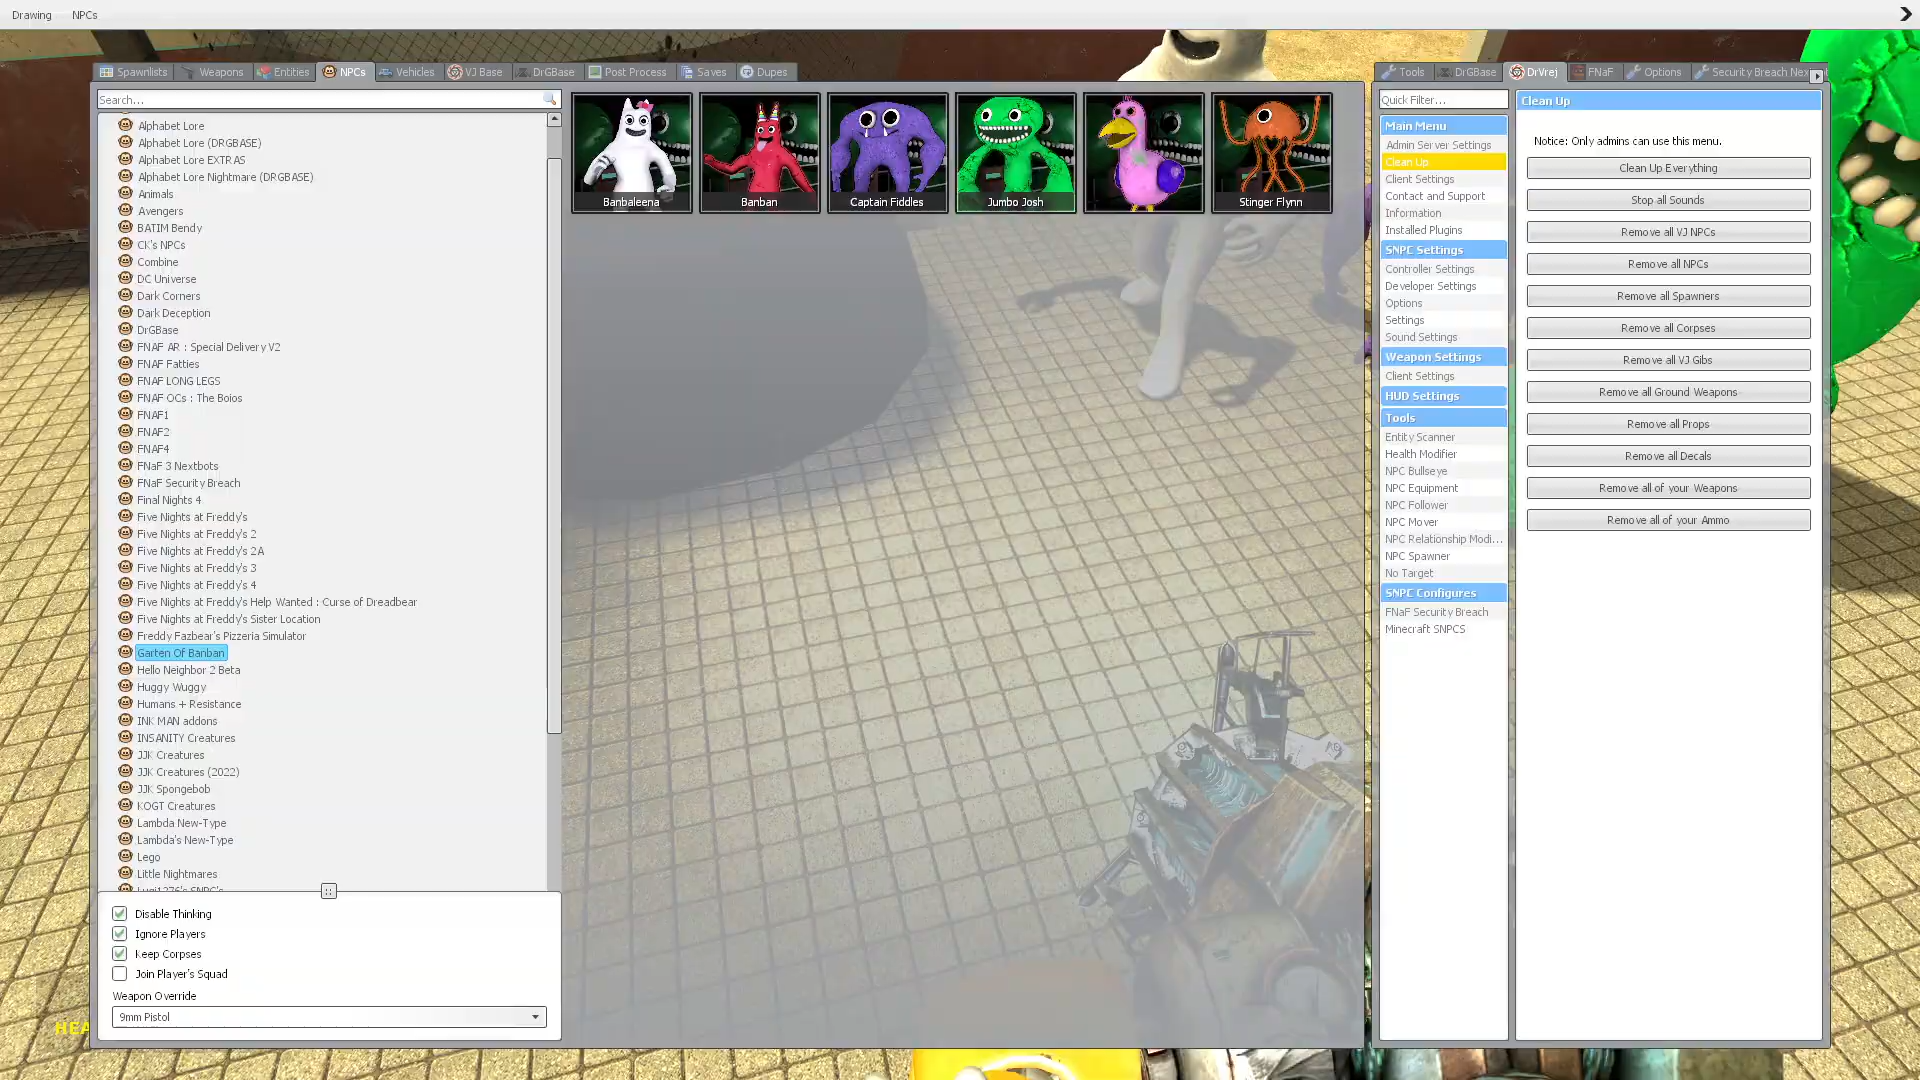 Drawing NPCs
Spawnlists Weapons Entities NPCs Vehicles VJ Base DrGBase Post Process Saves Dupes
Search...
Alphabet Lore
Alphabet Lore (DRGBASE)
Alphabet Lore EXTRAS
Alphabet Lore Nightmare (DRGBASE)
Animals
Avengers
BATIM Bendy
CK's NPCs
Combine
DC Universe
Dark Corners
Dark Deception
DrGBase
FNAF AR : Special Delivery V2
FNAF Fatties
FNAF LONG LEGS
FNAF OCs : The Boios
FNAF1
FNAF2
FNAF4
FNaF 3 Nextbots
FNaF Security Breach
Final Nights 4
Five Nights at Freddy's
Five Nights at Freddy's 2
Five Nights at Freddy's 2A
Five Nights at Freddy's 3
Five Nights at Freddy's 4
Five Nights at Freddy's Help Wanted : Curse of Dreadbear
Five Nights at Freddy's Sister Location
Freddy Fazbear's Pizzeria Simulator
Garten Of Banban
Hello Neighbor 2 Beta
Huggy Wuggy
Humans + Resistance
INK MAN addons
INSANITY Creatures
JJK Creatures
JJK Creatures (2022)
JJK Spongebob
KOGT Creatures
Lambda New-Type
Lambda's New-Type
Lego
Little Nightmares
Disable Thinking
Ignore Players
Keep Corpses
Join Player's Squad
Weapon Override
9mm Pistol
HEA
Banbaleena
Banban
Captain Fiddles
Jumbo Josh
Stinger Flynn
Tools DrGBase DrVrej FNaF Options Security Breach
Quick Filter...
Main Menu
Admin Server Settings
Clean Up
Client Settings
Contact and Support
Information
Installed Plugins
SNPC Settings
Controller Settings
Developer Settings
Options
Settings
Sound Settings
Weapon Settings
Client Settings
HUD Settings
Tools
Entity Scanner
Health Modifier
NPC Bullseye
NPC Equipment
NPC Follower
NPC Mover
NPC Relationship Modi...
NPC Spawner
No Target
SNPC Configures
FNaF Security Breach
Minecraft SNPCS
Clean Up
Notice: Only admins can use this menu.
Clean Up Everything
Stop all Sounds
Remove all VJ NPCs
Remove all NPCs
Remove all Spawners
Remove all Corpses
Remove all VJ Gibs
Remove all Ground Weapons
Remove all Props
Remove all Decals
Remove all of your Weapons
Remove all of your Ammo